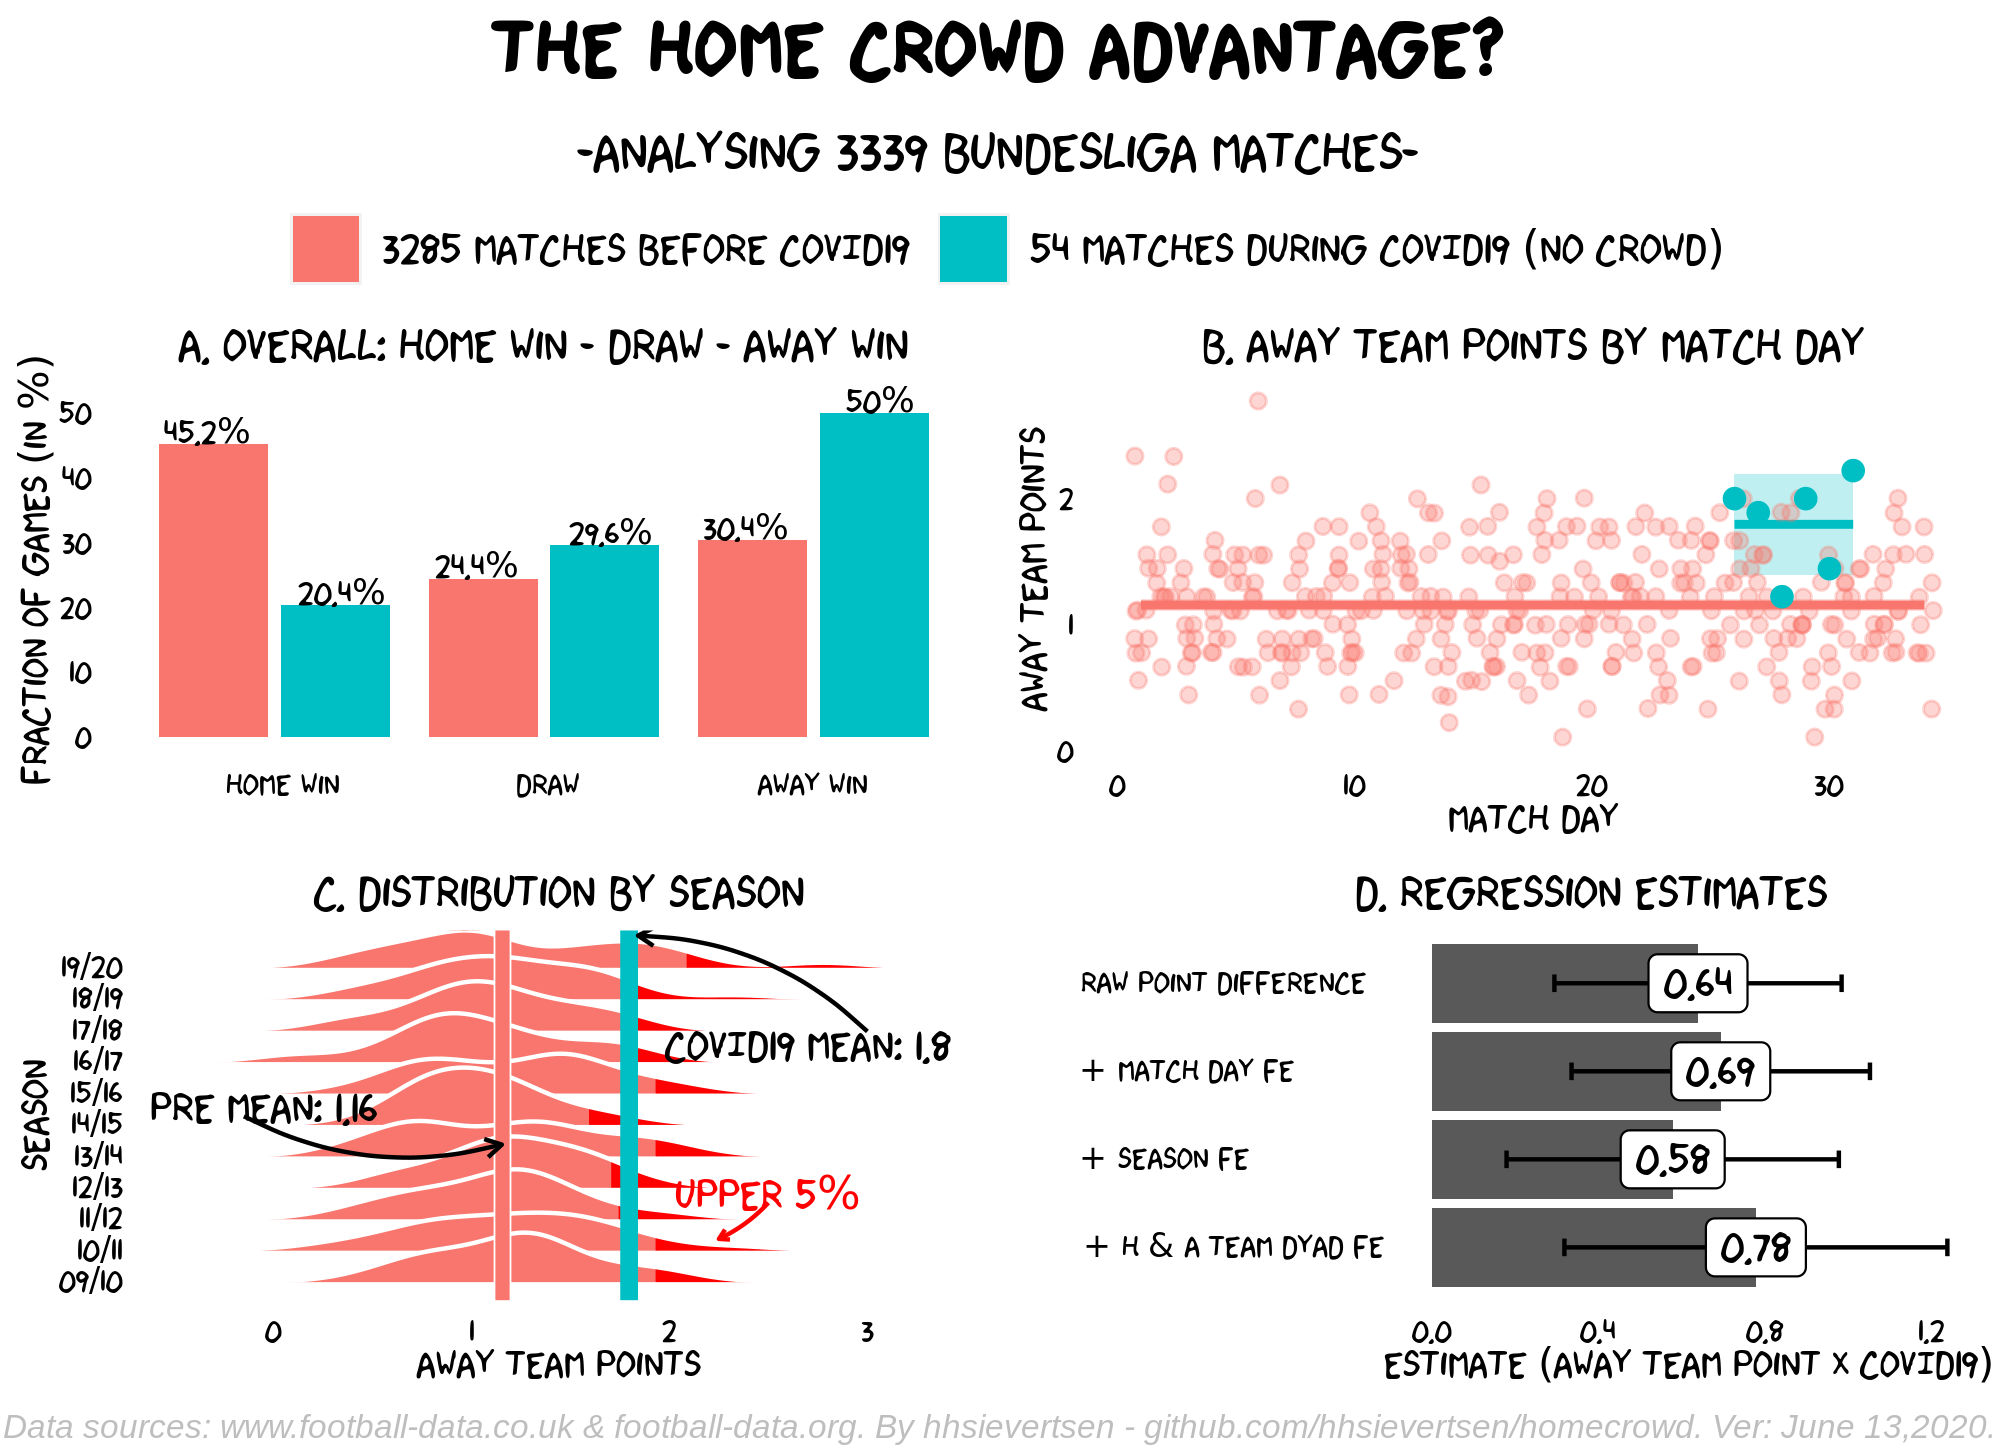 THE HOME CROWD ADVANTAGE?
-ANALYSING 3339 BUNDESLIGA MATCHES-
3285 MATCHES BEFORE COVID19
54 MATCHES DURING COVID19 (NO CROWD)
A. OVERALL: HOME WIN - DRAW - AWAY WIN
FRACTION OF GAMES (IN %)
50
40
30
20
10
0
45.2%
20.4%
24.4%
29.6%
30.4%
50%
HOME WIN
DRAW
AWAY WIN
B. AWAY TEAM POINTS BY MATCH DAY
AWAY TEAM POINTS
2
1
0
0
10
20
30
MATCH DAY
C. DISTRIBUTION BY SEASON
SEASON
19/20
18/19
17/18
16/17
15/16
14/15
13/14
12/13
11/12
10/11
09/10
COVID19 MEAN: 1.8
PRE MEAN: 1.16
UPPER 5%
0
1
2
3
AWAY TEAM POINTS
D. REGRESSION ESTIMATES
RAW POINT DIFFERENCE
0.64
+ MATCH DAY FE
0.69
+ SEASON FE
0.58
+ H & A TEAM DYAD FE
0.78
0.0
0.4
0.8
1.2
ESTIMATE (AWAY TEAM POINT X COVID19)
Data sources: www.football-data.co.uk & football-data.org. By hhsievertsen - github.com/hhsievertsen/homecrowd. Ver: June 13,2020.